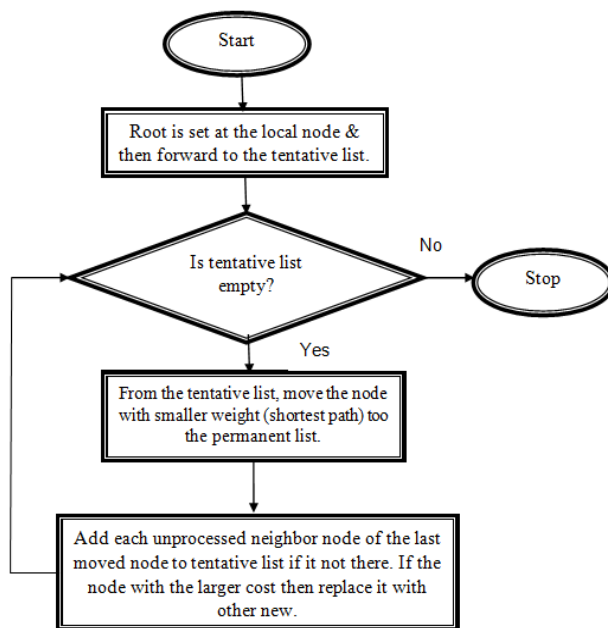 Start
Root is set at the local node &
then forward to the tentative list.
Is tentative list
empty?
No
Stop
Yes
From the tentative list, move the node
with smaller weight (shortest path) too
the permanent list.
Add each unprocessed neighbor node of the last
moved node to tentative list if it not there. If the
node with the larger cost then replace it with
other new.